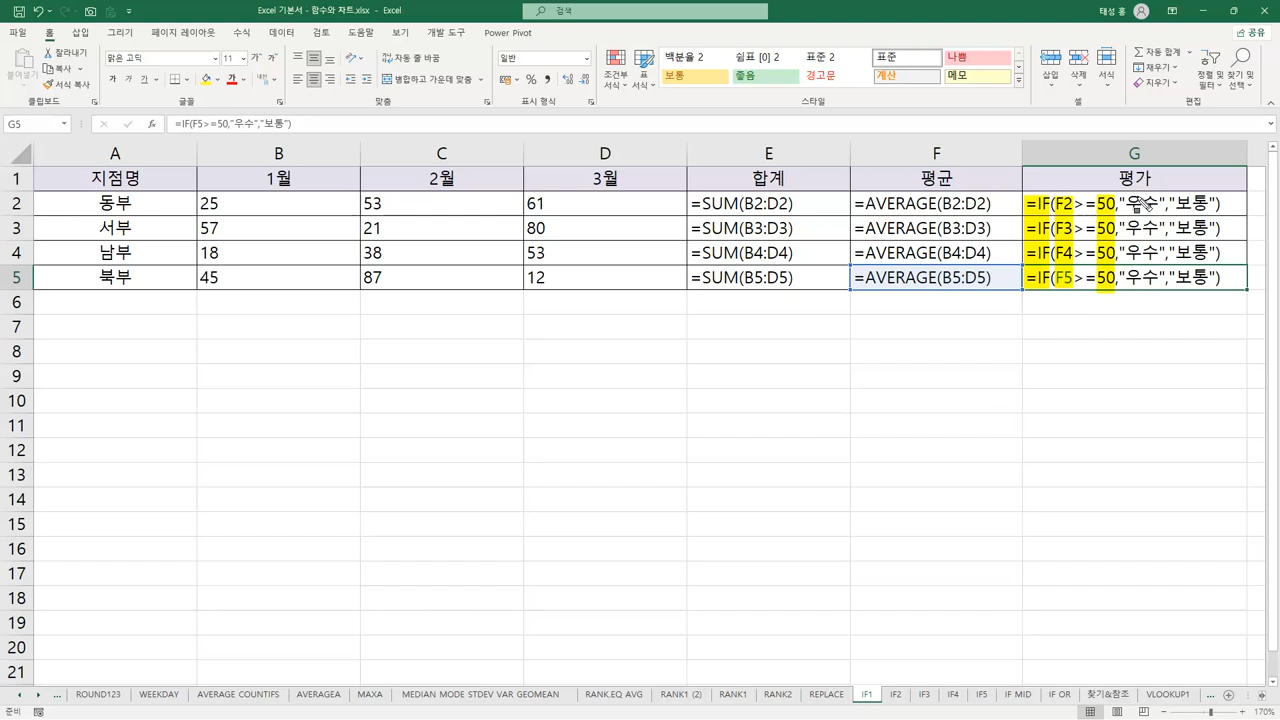 Excel 기본서 - 함수와 차트.xlsx - Excel
검색
태성 홍
파일 홈 삽입 그리기 페이지 레이아웃 수식 데이터 검토 도움말 보기 개발 도구 Power Pivot
공유
붙여넣기
잘라내기
복사
서식 복사
클립보드
맑은 고딕 11
가 가 가
글꼴
자동 줄 바꿈
병합하고 가운데 맞춤
맞춤
일반
표시 형식
조건부 서식
표 서식
백분율 2 쉼표 [0] 2 표준 2 표준 나쁨
보통 좋음 경고문 계산 메모
스타일
삽입 삭제 서식
셀
자동 합계
채우기
지우기
정렬 및 필터
찾기 및 선택
편집
G5 fx =IF(F5>=50,"우수","보통")
A B C D E F G
1 지점명 1월 2월 3월 합계 평균 평가
2 동부 25 53 61 =SUM(B2:D2) =AVERAGE(B2:D2) =IF(F2>=50,"우수","보통")
3 서부 57 21 80 =SUM(B3:D3) =AVERAGE(B3:D3) =IF(F3>=50,"우수","보통")
4 남부 18 38 53 =SUM(B4:D4) =AVERAGE(B4:D4) =IF(F4>=50,"우수","보통")
5 북부 45 87 12 =SUM(B5:D5) =AVERAGE(B5:D5) =IF(F5>=50,"우수","보통")
6
7
8
9
10
11
12
13
14
15
16
17
18
19
20
21
... ROUND123 WEEKDAY AVERAGE COUNTIFS AVERAGEA MAXA MEDIAN MODE STDEV VAR GEOMEAN RANK.EQ AVG RANK1 (2) RANK1 RANK2 REPLACE IF1 IF2 IF3 IF4 IF5 IF MID IF OR 찾기&참조 VLOOKUP1 ...
준비
170%